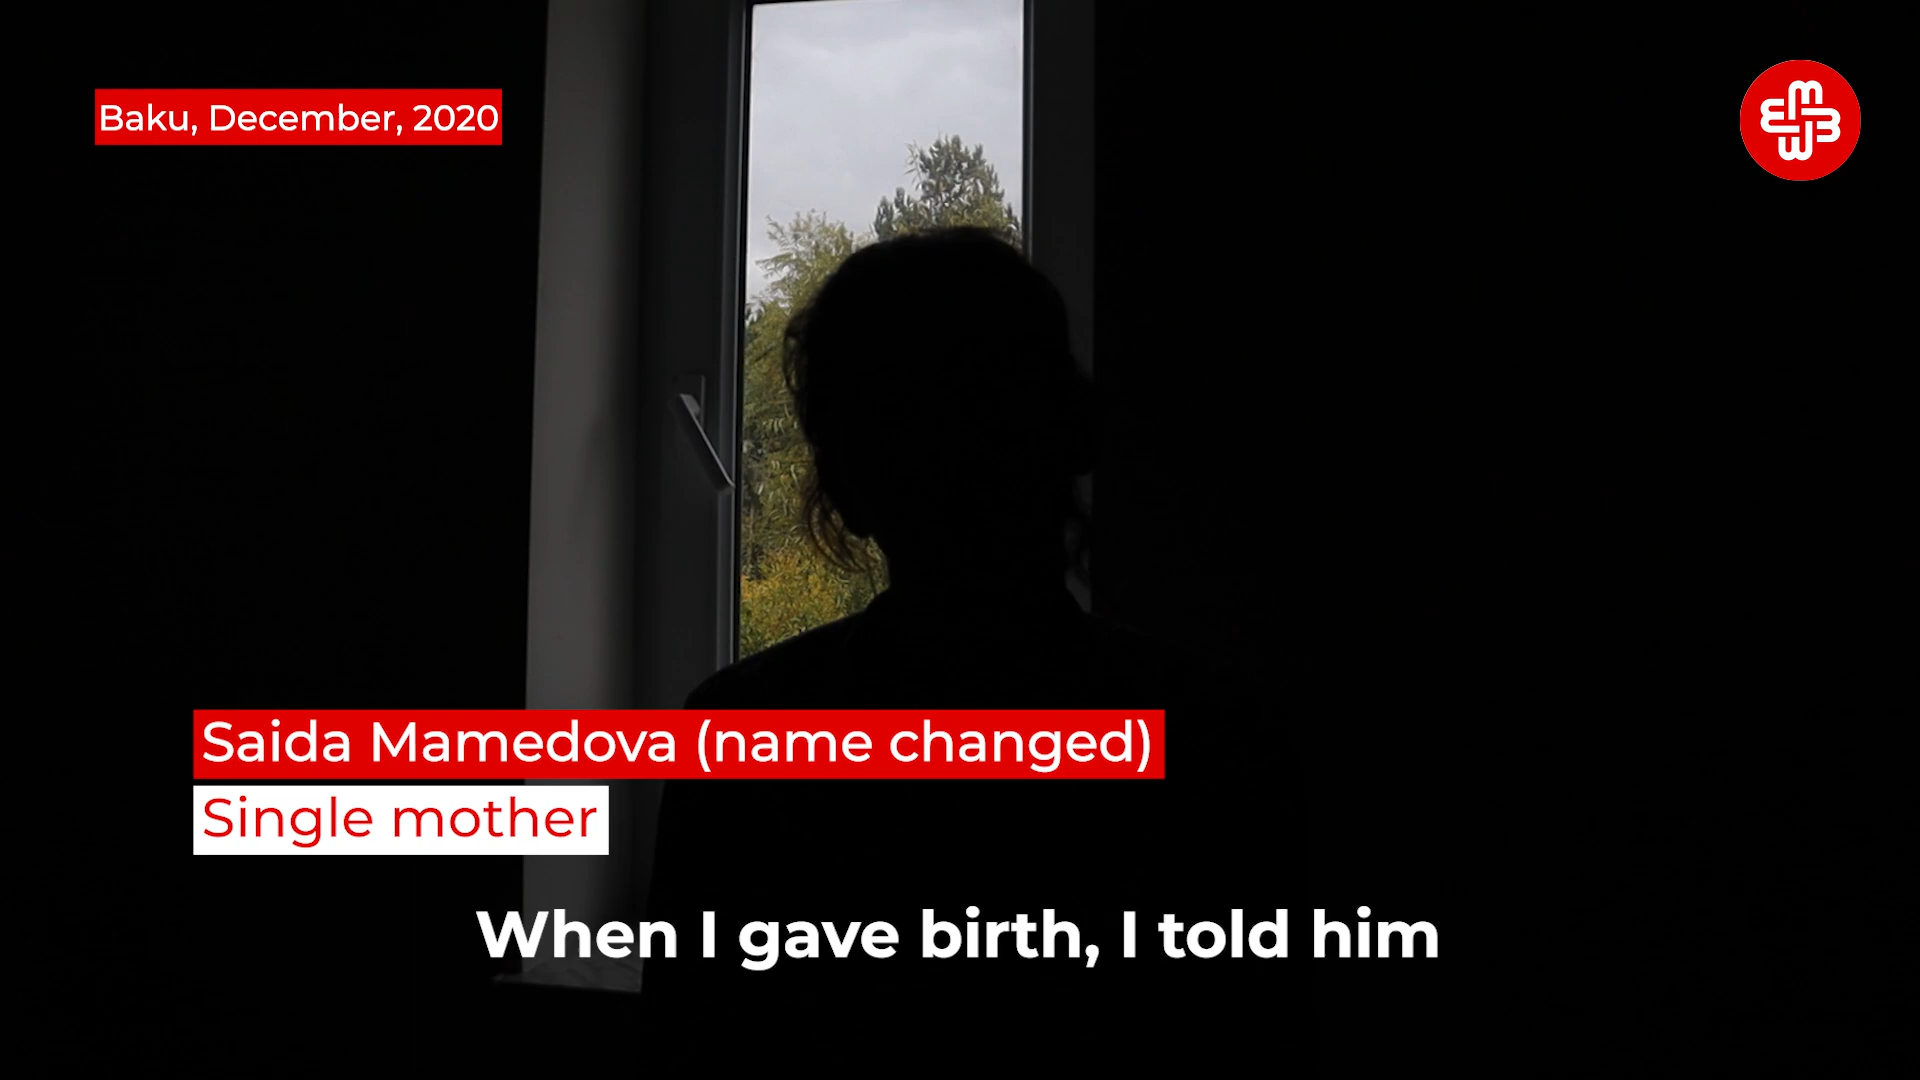 Baku, December, 2020
Saida Mamedova (name changed)
Single mother
When I gave birth, I told him